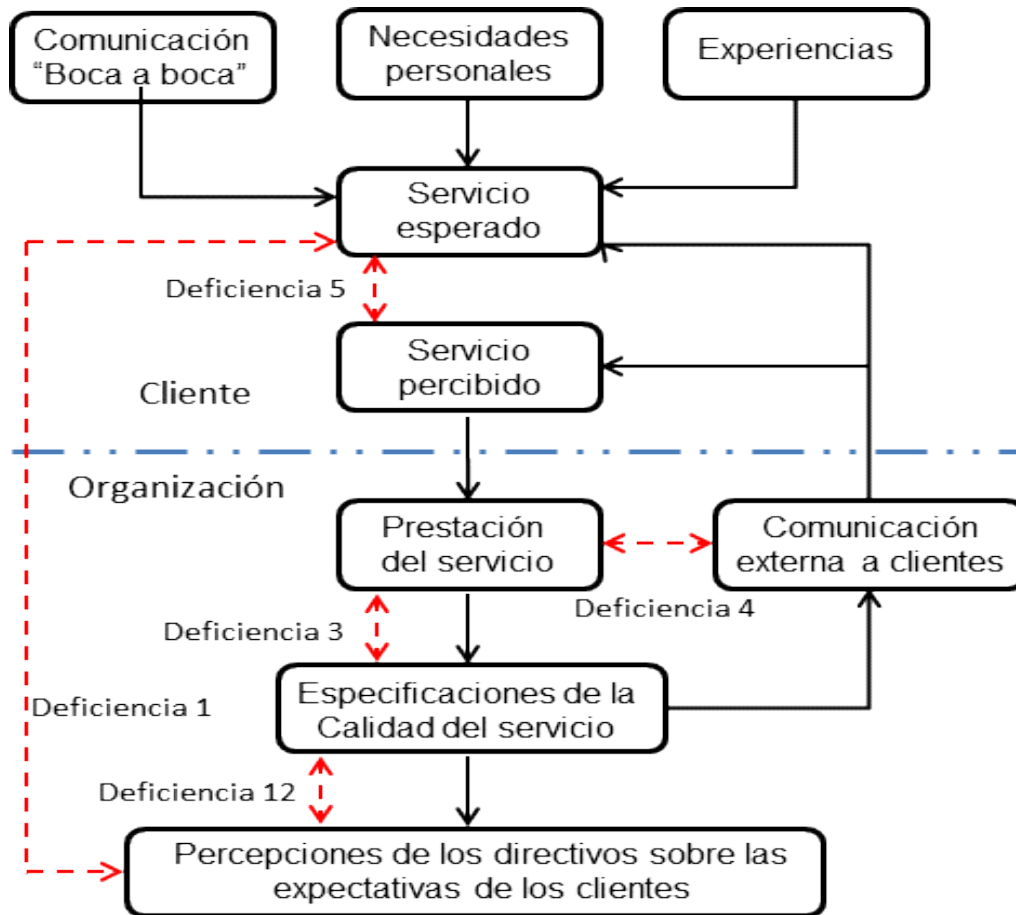 Comunicación
“Boca a boca”
Necesidades
personales
Experiencias
Servicio
esperado
Deficiencia 5
Servicio
percibido
Cliente
Organización
Prestación
del servicio
Comunicación
externa a clientes
Deficiencia 4
Deficiencia 3
Especificaciones de la
Calidad del servicio
Deficiencia 1
Deficiencia 12
Percepciones de los directivos sobre las
expectativas de los clientes